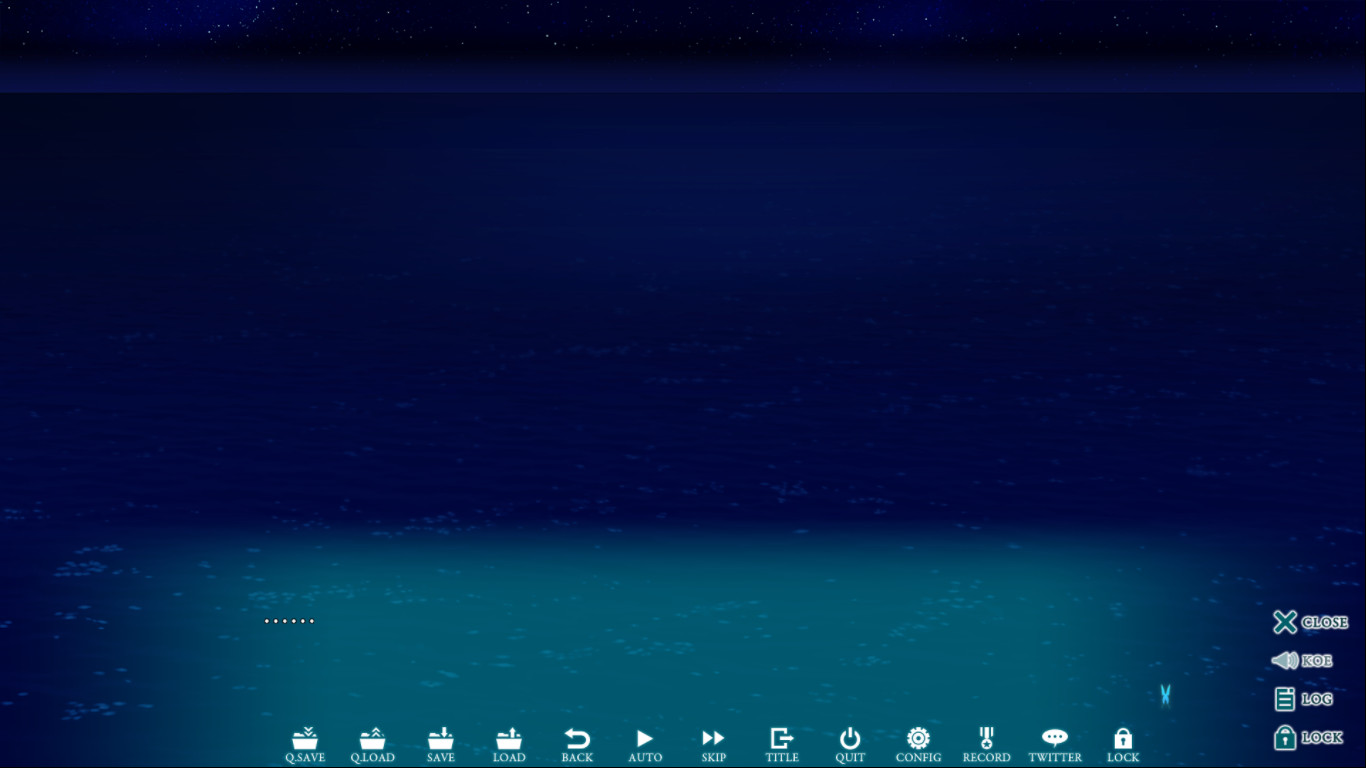 ……
CLOSE
KOE
LOG
LOCK
Q.SAVE Q.LOAD SAVE LOAD BACK AUTO SKIP TITLE QUIT CONFIG RECORD TWITTER LOCK